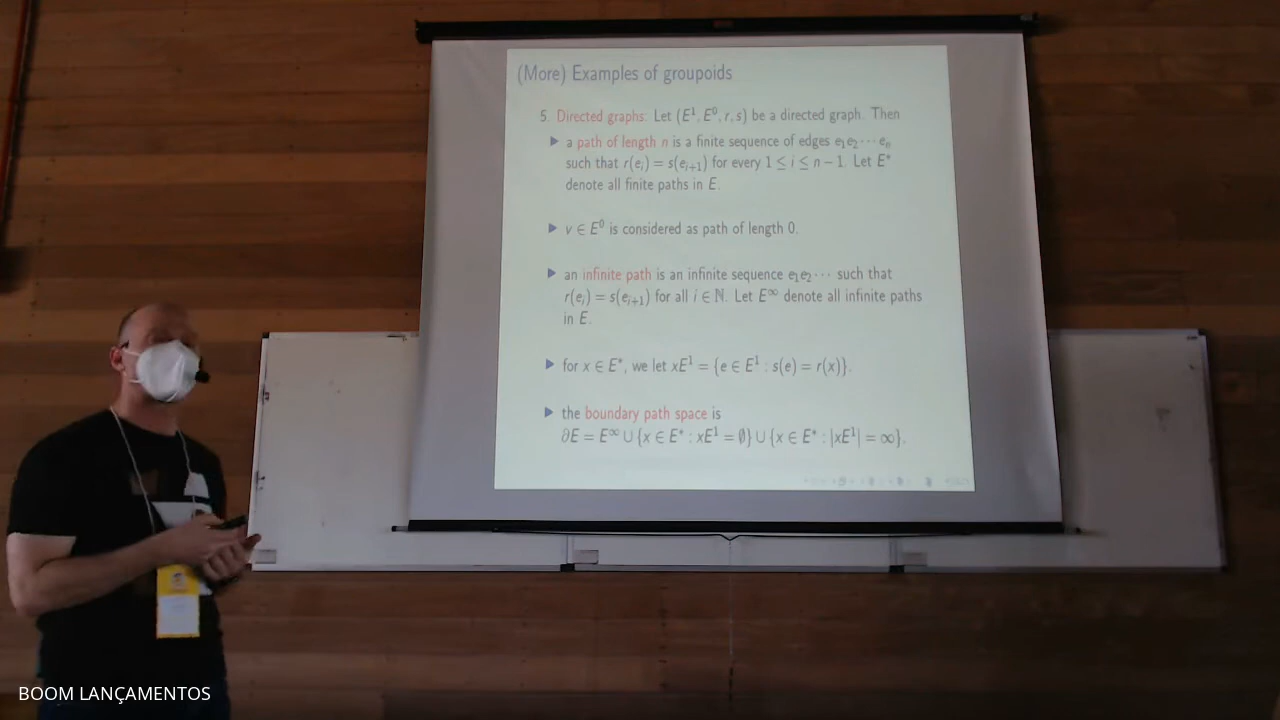 (More) Examples of groupoids
5. Directed graphs: Let (E¹, E⁰, r, s) be a directed graph. Then
▶ a path of length n is a finite sequence of edges e₁e₂⋯eₙ
such that r(eᵢ) = s(eᵢ₊₁) for every 1 ≤ i ≤ n − 1. Let E*
denote all finite paths in E.
▶ v ∈ E⁰ is considered as path of length 0.
▶ an infinite path is an infinite sequence e₁e₂⋯ such that
r(eᵢ) = s(eᵢ₊₁) for all i ∈ ℕ. Let E^∞ denote all infinite paths
in E.
▶ for x ∈ E*, we let xE¹ = {e ∈ E¹ : s(e) = r(x)}.
▶ the boundary path space is
∂E = E^∞ ∪ {x ∈ E* : xE¹ = ∅} ∪ {x ∈ E* : |xE¹| = ∞}.
BOOM LANÇAMENTOS